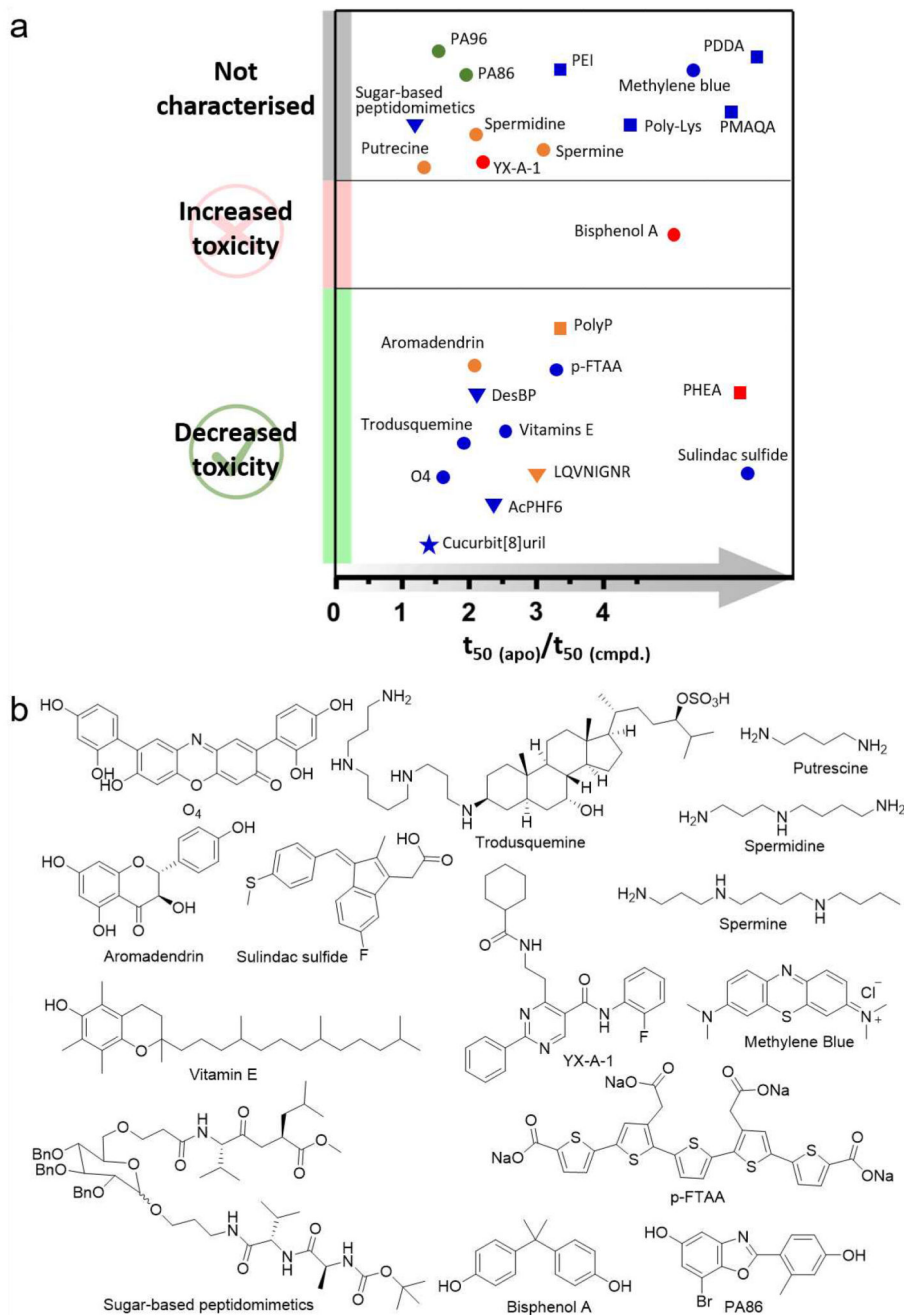 a
Not
characterised
PA96
PA86
PEI
PDDA
Methylene blue
Sugar-based
peptidomimetics
Spermidine
Poly-Lys
PMAQA
Putrecine
YX-A-1
Spermine
Increased
toxicity
Bisphenol A
Decreased
toxicity
PolyP
Aromadendrin
p-FTAA
DesBP
PHEA
Trodusquemine
Vitamins E
O4
LQVNIGNR
Sulindac sulfide
AcPHF6
Cucurbit[8]uril
0 1 2 3 4
t50 (apo)/t50 (cmpd.)
b
HO
OH
N
OH
HO
O
O
OH
O4
NH2
NH
HN
N
H
H
H
H
H
OH
OSO3H
Trodusquemine
H2N
NH2
Putrescine
H2N
N
H
NH2
Spermidine
H2N
H
N
N
H
Spermine
HO
O
OH
OH
O
OH
Aromadendrin
S
HO
O
F
Sulindac sulfide
O
NH
N
N
O
N
H
F
YX-A-1
N
N
S
N
+
Cl−
Methylene Blue
HO
O
Vitamin E
NaO
O
O
ONa
O
NaO
S
S
S
S
S
O
ONa
p-FTAA
BnO
BnO
BnO
O
O
O
O
H
N
O
O
O
N
H
O
H
N
N
H
O
H
N
O
O
Sugar-based peptidomimetics
HO
OH
Bisphenol A
HO
N
O
Br
OH
PA86